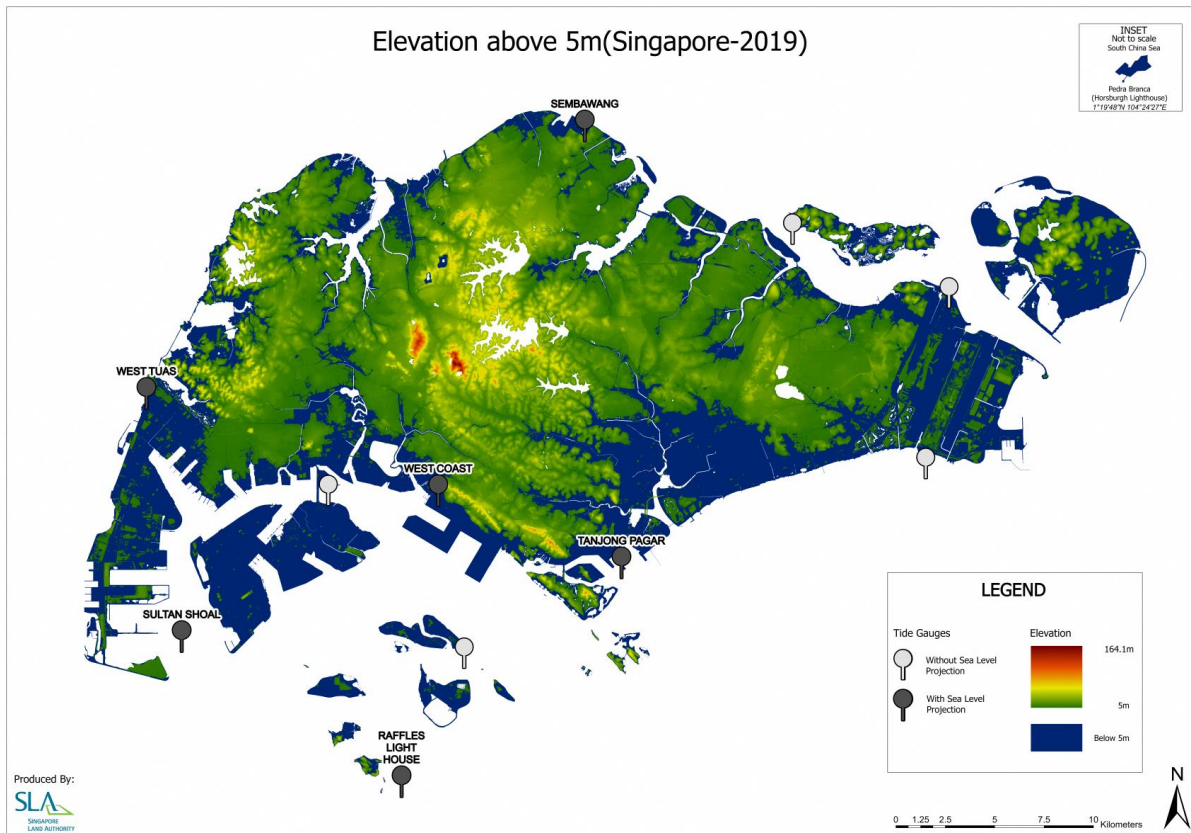 Elevation above 5m(Singapore-2019)
INSET
Not to scale
South China Sea
Pedra Branca
(Horsburgh Lighthouse)
1°19'48"N 104°24'27"E
SEMBAWANG
WEST TUAS
WEST COAST
TANJONG PAGAR
SULTAN SHOAL
RAFFLES
LIGHT
HOUSE
LEGEND
Tide Gauges
Without Sea Level
Projection
With Sea Level
Projection
Elevation
164.1m
5m
Below 5m
Produced By:
SLA
SINGAPORE
LAND AUTHORITY
N
0 1.25 2.5 5 7.5 10 Kilometers